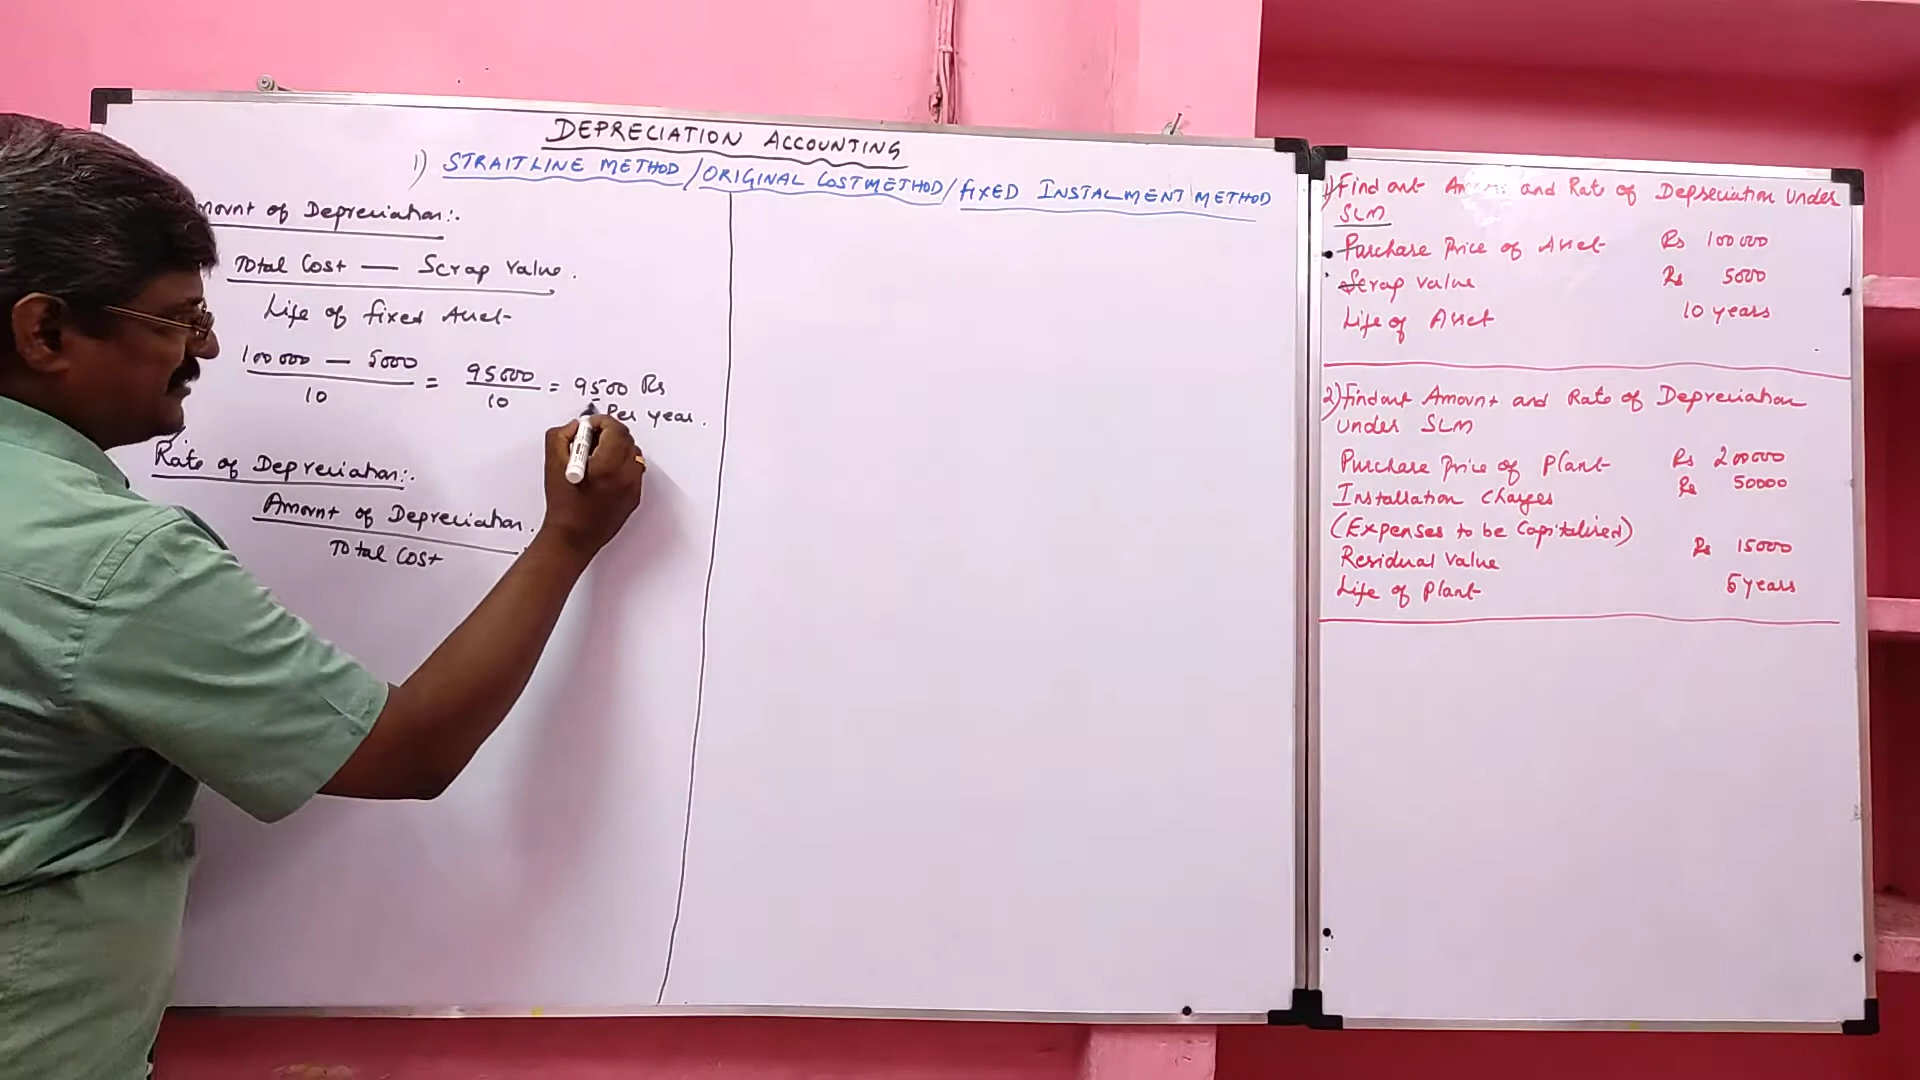 DEPRECIATION ACCOUNTING
1) STRAITLINE METHOD/ORIGINAL COSTMETHOD/FIXED INSTALMENT METHOD
mount of Depreciation:.
Total Cost — Scrap Value.
Life of fixed Asset
100000 — 5000
10
= 95000
10
= 9500 Rs
Per year.
Rate of Depreciation:.
Amount of Depreciation.
Total Cost
1) Find out and Rate of Depreciation Under
SLM
Purchase Price of Asset Rs 100000
Scrap value Rs 5000
Life of Asset 10 years
2) Findout Amount and Rate of Depreciation
under SLM
Purchase Price of Plant Rs 200000
Installation Charges Rs 50000
(Expenses to be Capitalised)
Residual Value Rs 15000
Life of Plant 5 years